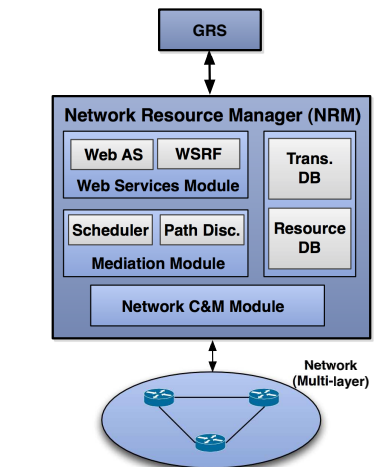 GRS
Network Resource Manager (NRM)
Web AS
WSRF
Web Services Module
Trans.
DB
Scheduler
Path Disc.
Mediation Module
Resource
DB
Network C&M Module
Network
(Multi-layer)